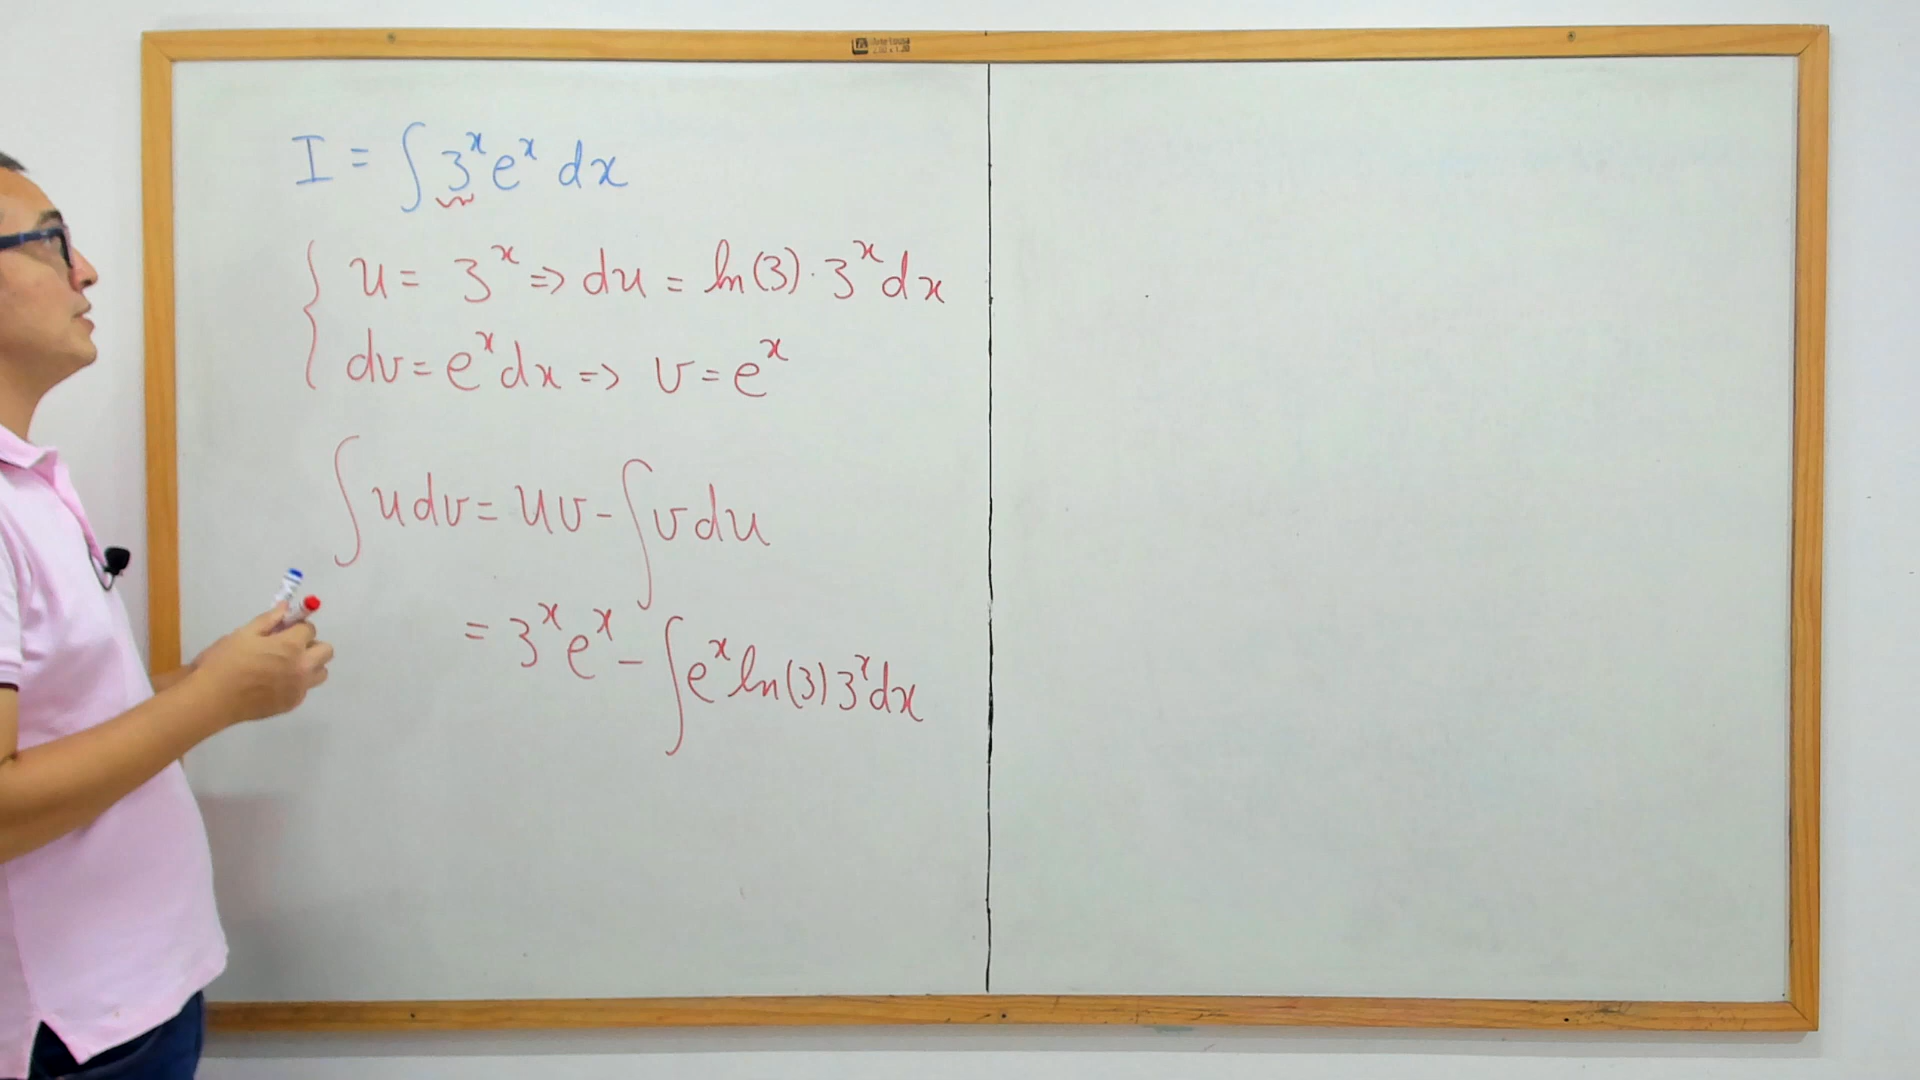 I = ∫ 3^x e^x dx
u = 3^x => du = ln(3) · 3^x dx
dv = e^x dx => v = e^x
∫ u dv = uv - ∫ v du
= 3^x e^x - ∫ e^x ln(3) 3^x dx